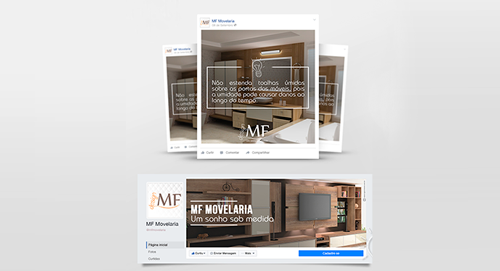 MF Movelaria
MF Movelaria
Não estenda toalhas úmidas
sobre as portas dos móveis, pois
a umidade pode causar danos ao
longo do tempo.
MF
Curtir
Comentar
Compartilhar
MF
MF MOVELARIA
Um sonho sob medida
MF Movelaria
Página inicial
Curtiu
Enviar Mensagem
Mais
Cadastre-se